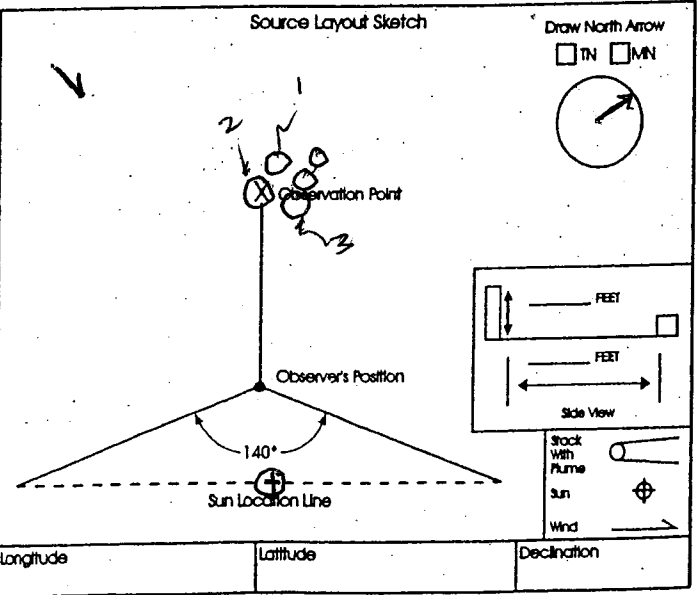 Source Layout Sketch
Draw North Arrow
TN MN
1
2
X Observation Point
3
FEET
FEET
Side View
Observer's Position
140°
Sun Location Line
Stack
With
Plume
Sun
Wind
Longitude
Latitude
Declination